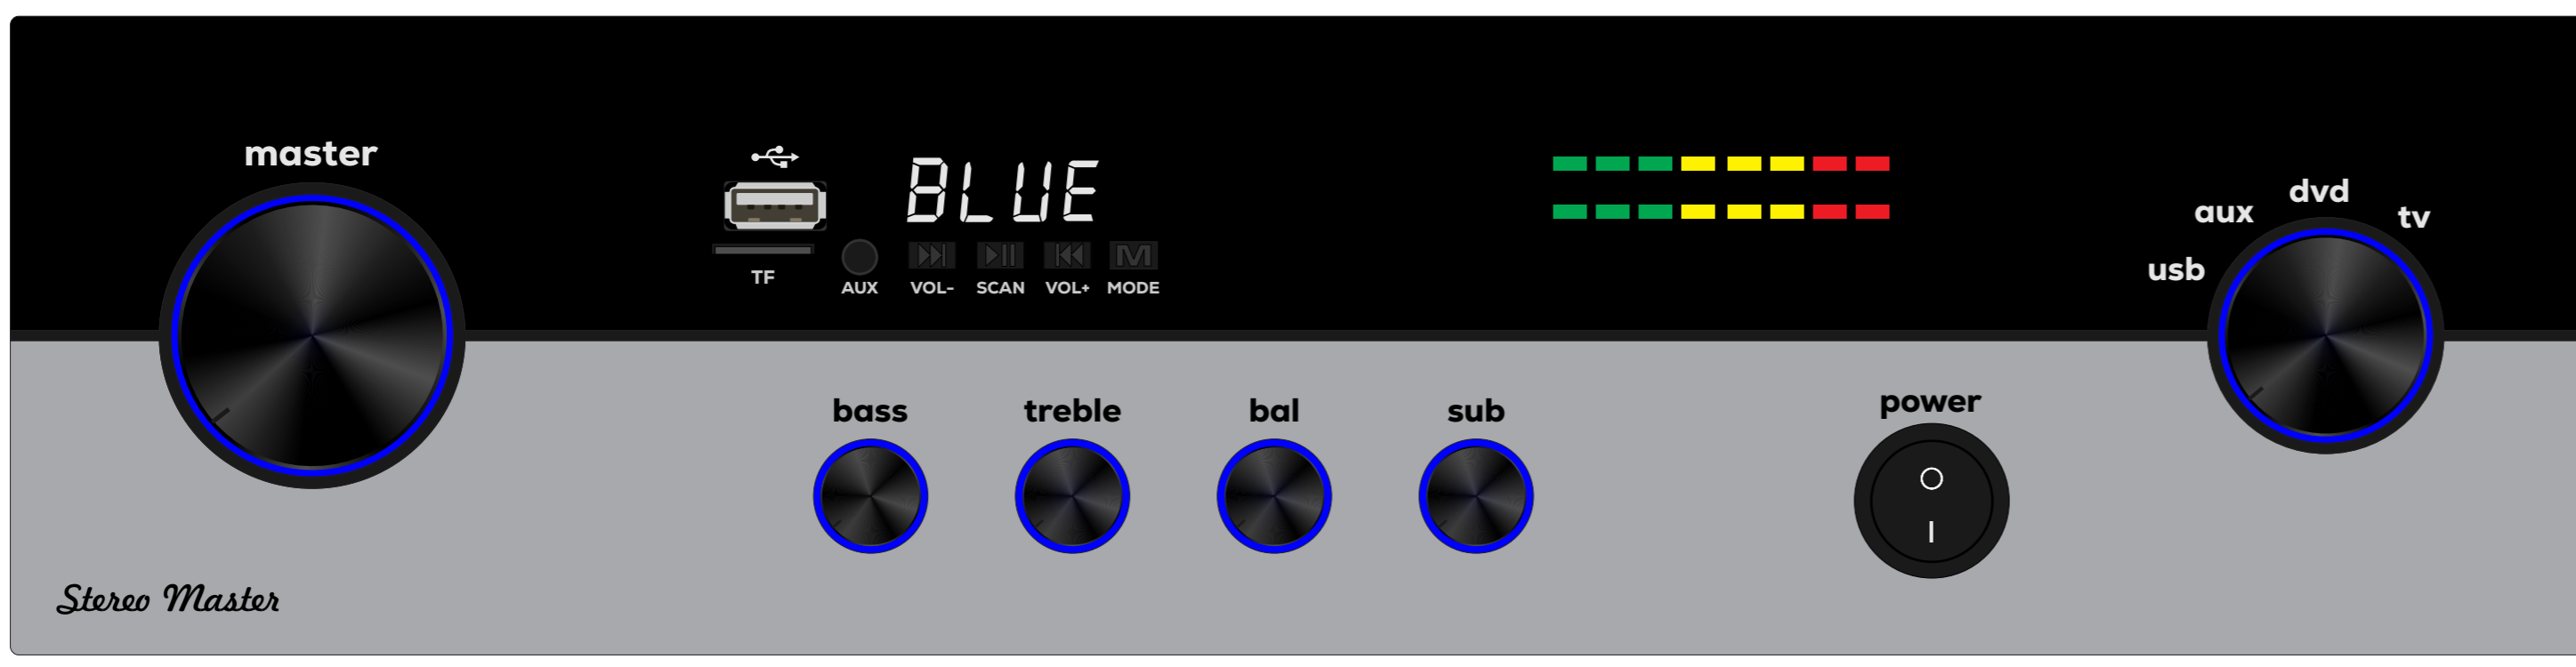 master
BLUE
TF
AUX
VOL-
SCAN
VOL+
M
MODE
usb
aux
dvd
tv
bass
treble
bal
sub
power
Stereo Master